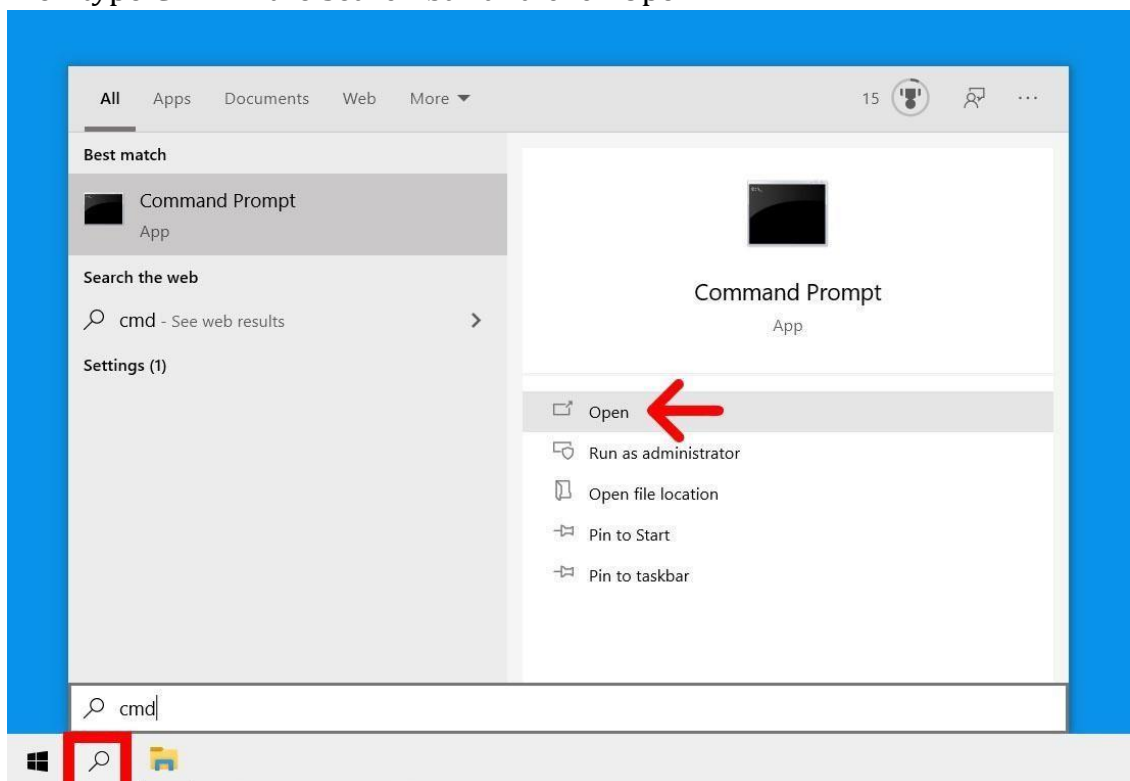 All Apps Documents Web More 15
Best match
Command Prompt
App
Search the web
cmd - See web results
Settings (1)
Command Prompt
App
Open
Run as administrator
Open file location
Pin to Start
Pin to taskbar
cmd